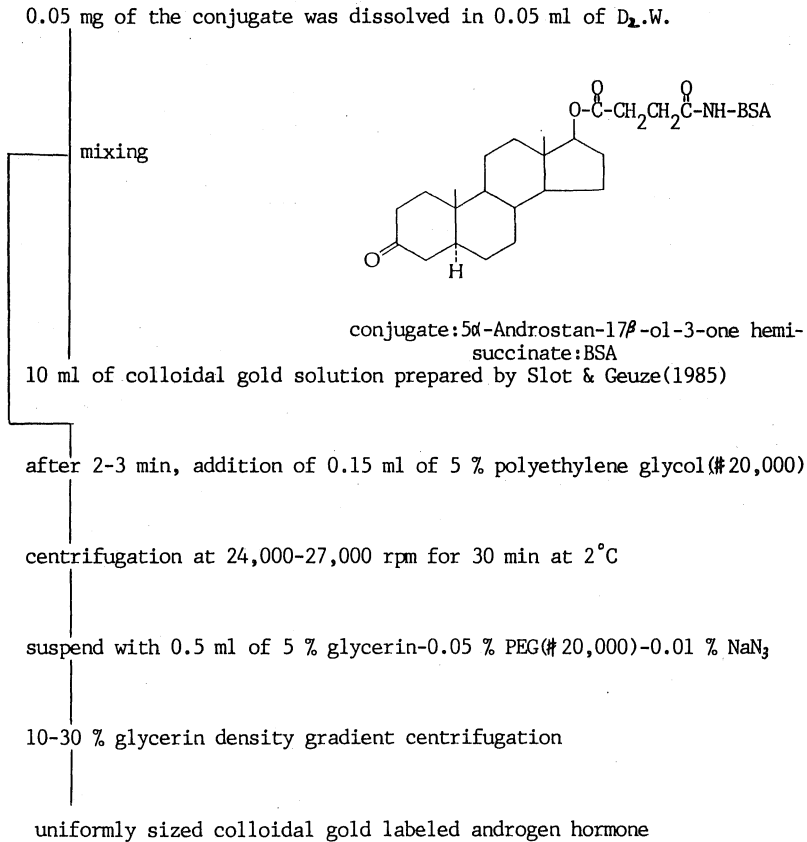 0.05 mg of the conjugate was dissolved in 0.05 ml of D₂.W.
O O
O-C-CH₂CH₂C-NH-BSA
mixing
O
H
conjugate:5α-Androstan-17β-ol-3-one hemi-
succinate:BSA
10 ml of colloidal gold solution prepared by Slot & Geuze(1985)
after 2-3 min, addition of 0.15 ml of 5 % polyethylene glycol(#20,000)
centrifugation at 24,000-27,000 rpm for 30 min at 2°C
suspend with 0.5 ml of 5 % glycerin-0.05 % PEG(#20,000)-0.01 % NaN₃
10-30 % glycerin density gradient centrifugation
uniformly sized colloidal gold labeled androgen hormone